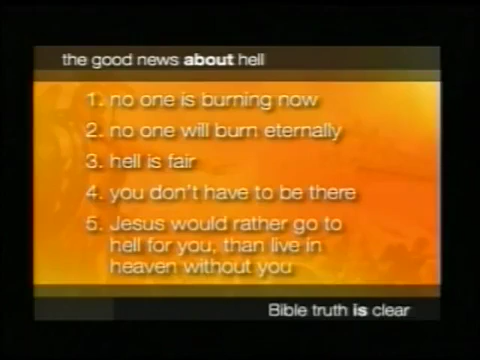 the good news about hell
1. no one is burning now
2. no one will burn eternally
3. hell is fair
4. you don't have to be there
5. Jesus would rather go to
hell for you, than live in
heaven without you
Bible truth is clear